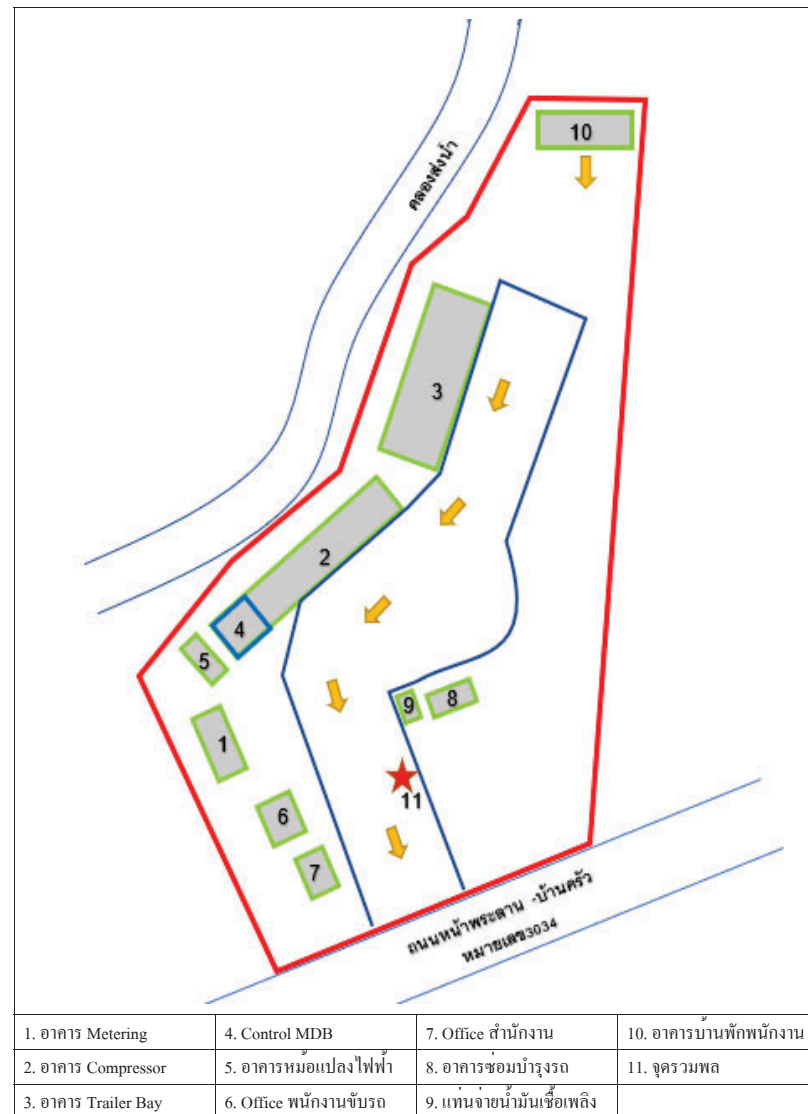 คลองส่งน้ำ
10
3
2
4
5
9
8
1
11
6
7
ถนนหน้าพระลาน -บ้านครัว
หมายเลข3034
1. อาคาร Metering
4. Control MDB
7. Office สำนักงาน
10. อาคารบ้านพักพนักงาน
2. อาคาร Compressor
5. อาคารหม้อแปลงไฟฟ้า
8. อาคารซ่อมบำรุงรถ
11. จุดรวมพล
3. อาคาร Trailer Bay
6. Office พนักงานขับรถ
9. แท่นจ่ายน้ำมันเชื้อเพลิง